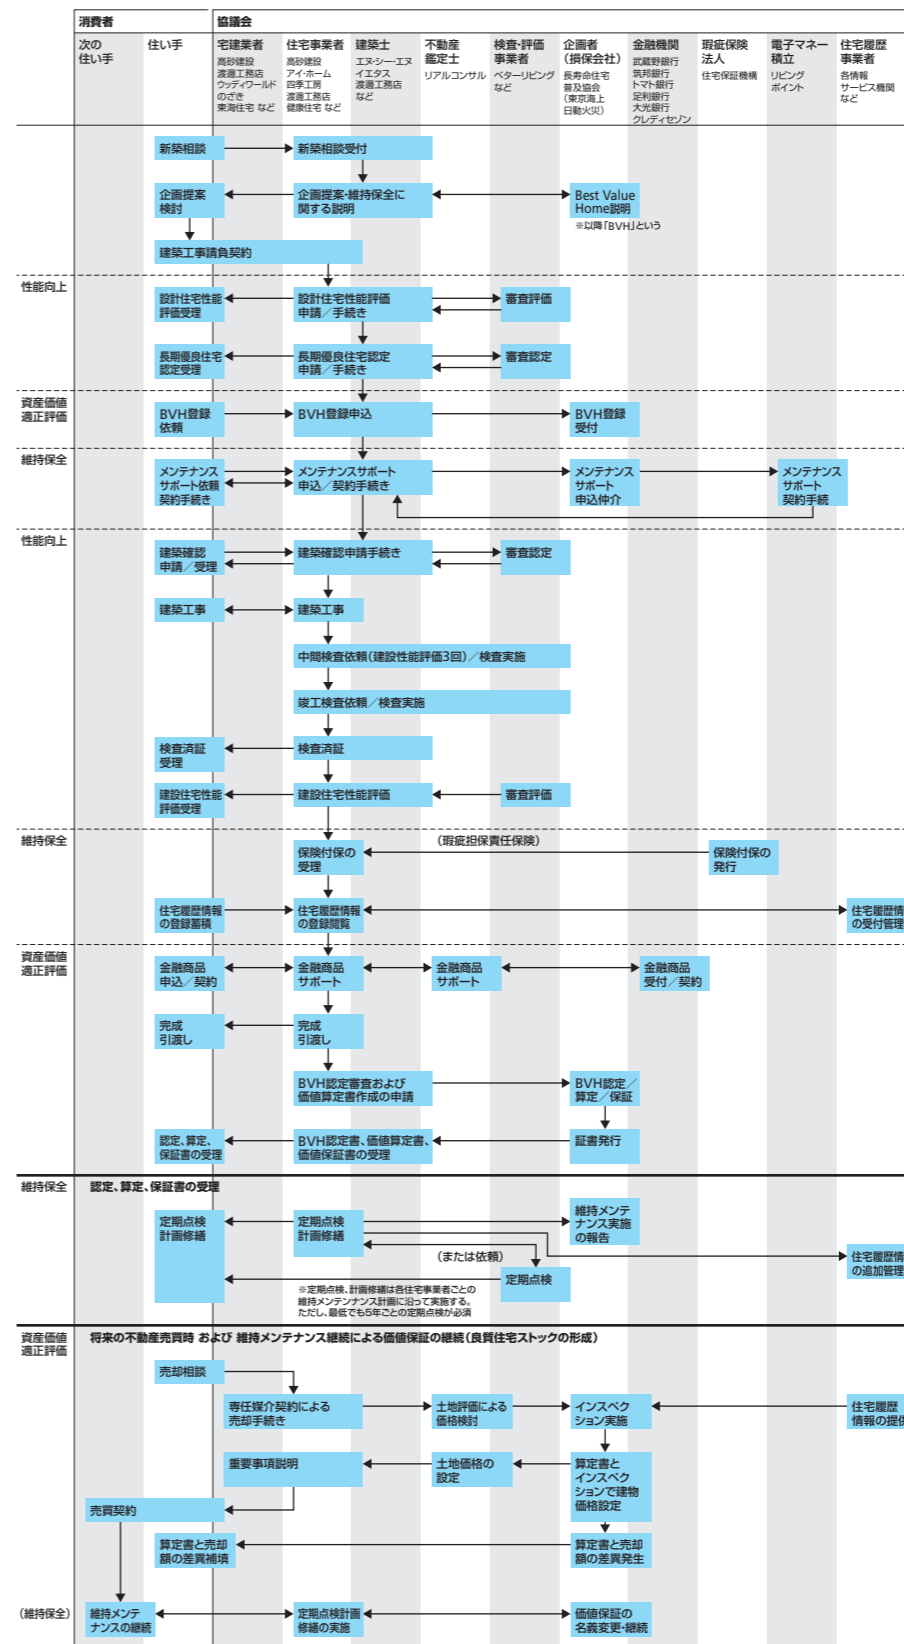 消費者
協議会
次の
住い手
住い手
宅建業者
高砂建設
渡邊工務店
ウッディワールド
のざき
東海住宅 など
住宅事業者
高砂建設
アイ・ホーム
四季工房
渡邊工務店
健康住宅 など
建築士
エヌ・シー・エヌ
イエタス
渡邊工務店
など
不動産
鑑定士
リアルコンサル
検査・評価
事業者
ベターリビング
など
企画者
（損保会社）
長寿命住宅
普及協会
（東京海上
日動火災）
金融機関
武蔵野銀行
筑邦銀行
トマト銀行
足利銀行
大光銀行
クレディセゾン
瑕疵保険
法人
住宅保証機構
電子マネー
積立
リビング
ポイント
住宅履歴
事業者
各情報
サービス機関
など
新築相談
新築相談受付
企画提案
検討
企画提案・維持保全に
関する説明
Best Value
Home説明
※以降「BVH」という
建築工事請負契約
性能向上
設計住宅性能
評価受理
設計住宅性能評価
申請／手続き
審査評価
長期優良住宅
認定受理
長期優良住宅認定
申請／手続き
審査認定
資産価値
適正評価
BVH登録
依頼
BVH登録申込
BVH登録
受付
維持保全
メンテナンス
サポート依頼
契約手続き
メンテナンスサポート
申込／契約手続き
メンテナンス
サポート
申込仲介
メンテナンス
サポート
契約手続
性能向上
建築確認
申請／受理
建築確認申請手続き
審査認定
建築工事
建築工事
中間検査依頼（建設性能評価3回）／検査実施
竣工検査依頼／検査実施
検査済証
受理
検査済証
建設住宅性能
評価受理
建設住宅性能評価
審査評価
維持保全
（瑕疵担保責任保険）
保険付保の
受理
保険付保の
発行
住宅履歴情報
の登録蓄積
住宅履歴情報
の登録閲覧
住宅履歴情
の受付管理
資産価値
適正評価
金融商品
申込／契約
金融商品
サポート
金融商品
サポート
金融商品
受付／契約
完成
引渡し
完成
引渡し
BVH認定審査および
価値算定書作成の申請
BVH認定／
算定／保証
認定、算定、
保証書の受理
BVH認定書、価値算定書、
価値保証書の受理
証書発行
維持保全
認定、算定、保証書の受理
定期点検
計画修繕
定期点検
計画修繕
維持メンテ
ナンス実施
の報告
（または依頼）
住宅履歴情
の追加管理
定期点検
※定期点検、計画修繕は各住宅事業者ごとの
維持メンテンナンス計画に沿って実施する。
ただし、最低でも5年ごとの定期点検が必須
資産価値
適正評価
将来の不動産売買時 および 維持メンテナンス継続による価値保証の継続（良質住宅ストックの形成）
売却相談
専任媒介契約による
売却手続き
土地評価による
価格検討
インスペク
ション実施
住宅履歴
情報の提供
重要事項説明
土地価格の
設定
算定書と
インスペク
ションで建物
価格設定
売買契約
算定書と売却
額の差異補填
算定書と売却
額の差異発生
（維持保全）
維持メンテ
ナンスの継続
定期点検計画
修繕の実施
価値保証の
名義変更・継続